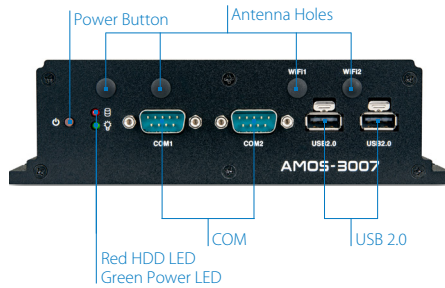 Power Button
Antenna Holes
WiFi1
WiFi2
COM1
COM2
USB2.0
USB2.0
AMOS-3007
COM
USB 2.0
Red HDD LED
Green Power LED